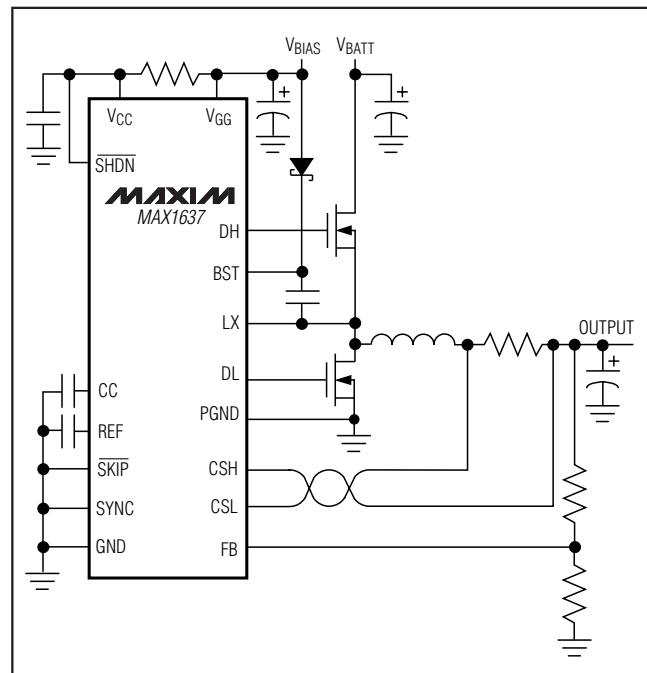 VBIAS VBATT
+ +
VCC VGG
SHDN
MAXIM
MAX1637
DH
BST
LX
OUTPUT
+
DL
CC
PGND
REF
CSH
SKIP
CSL
SYNC
GND
FB